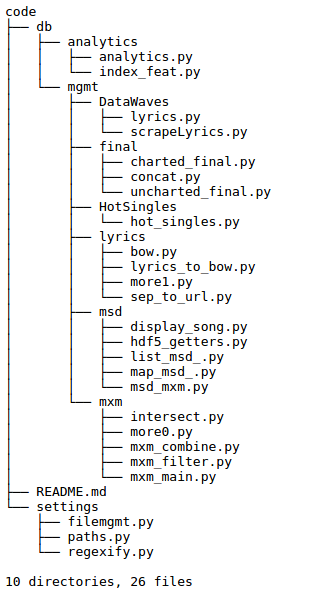 code
├── db
│   ├── analytics
│   │   ├── analytics.py
│   │   └── index_feat.py
│   └── mgmt
│       ├── DataWaves
│       │   ├── lyrics.py
│       │   └── scrapeLyrics.py
│       ├── final
│       │   ├── charted_final.py
│       │   ├── concat.py
│       │   └── uncharted_final.py
│       ├── HotSingles
│       │   └── hot_singles.py
│       ├── lyrics
│       │   ├── bow.py
│       │   ├── lyrics_to_bow.py
│       │   ├── more1.py
│       │   └── sep_to_url.py
│       ├── msd
│       │   ├── display_song.py
│       │   ├── hdf5_getters.py
│       │   ├── list_msd_.py
│       │   ├── map_msd_.py
│       │   └── msd_mxm.py
│       └── mxm
│           ├── intersect.py
│           ├── more0.py
│           ├── mxm_combine.py
│           ├── mxm_filter.py
│           └── mxm_main.py
├── README.md
└── settings
    ├── filemgmt.py
    ├── paths.py
    └── regexify.py
10 directories, 26 files